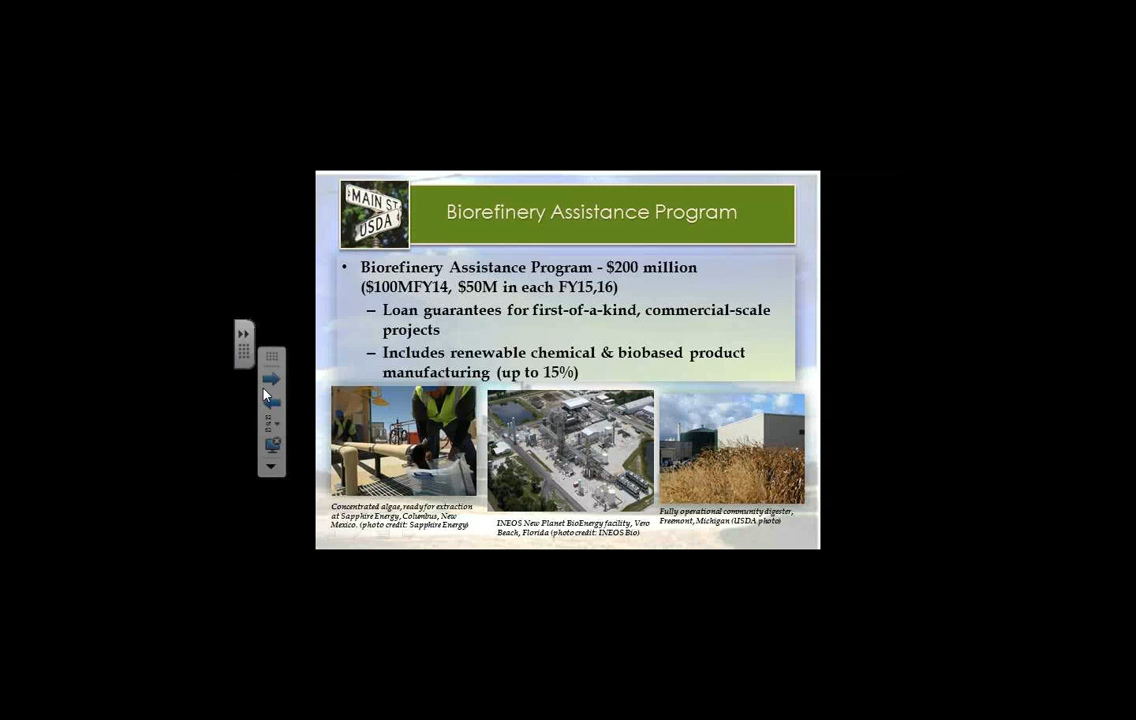 MAIN ST.
USDA
Biorefinery Assistance Program
• Biorefinery Assistance Program - $200 million
($100MFY14, $50M in each FY15,16)
– Loan guarantees for first-of-a-kind, commercial-scale
projects
– Includes renewable chemical & biobased product
manufacturing (up to 15%)
Concentrated algae, ready for extraction
at Sapphire Energy, Columbus, New
Mexico. (photo credit: Sapphire Energy)
INEOS New Planet BioEnergy facility, Vero
Beach, Florida (photo credit: INEOS Bio)
Fully operational community digester,
Freemont, Michigan (USDA photo)